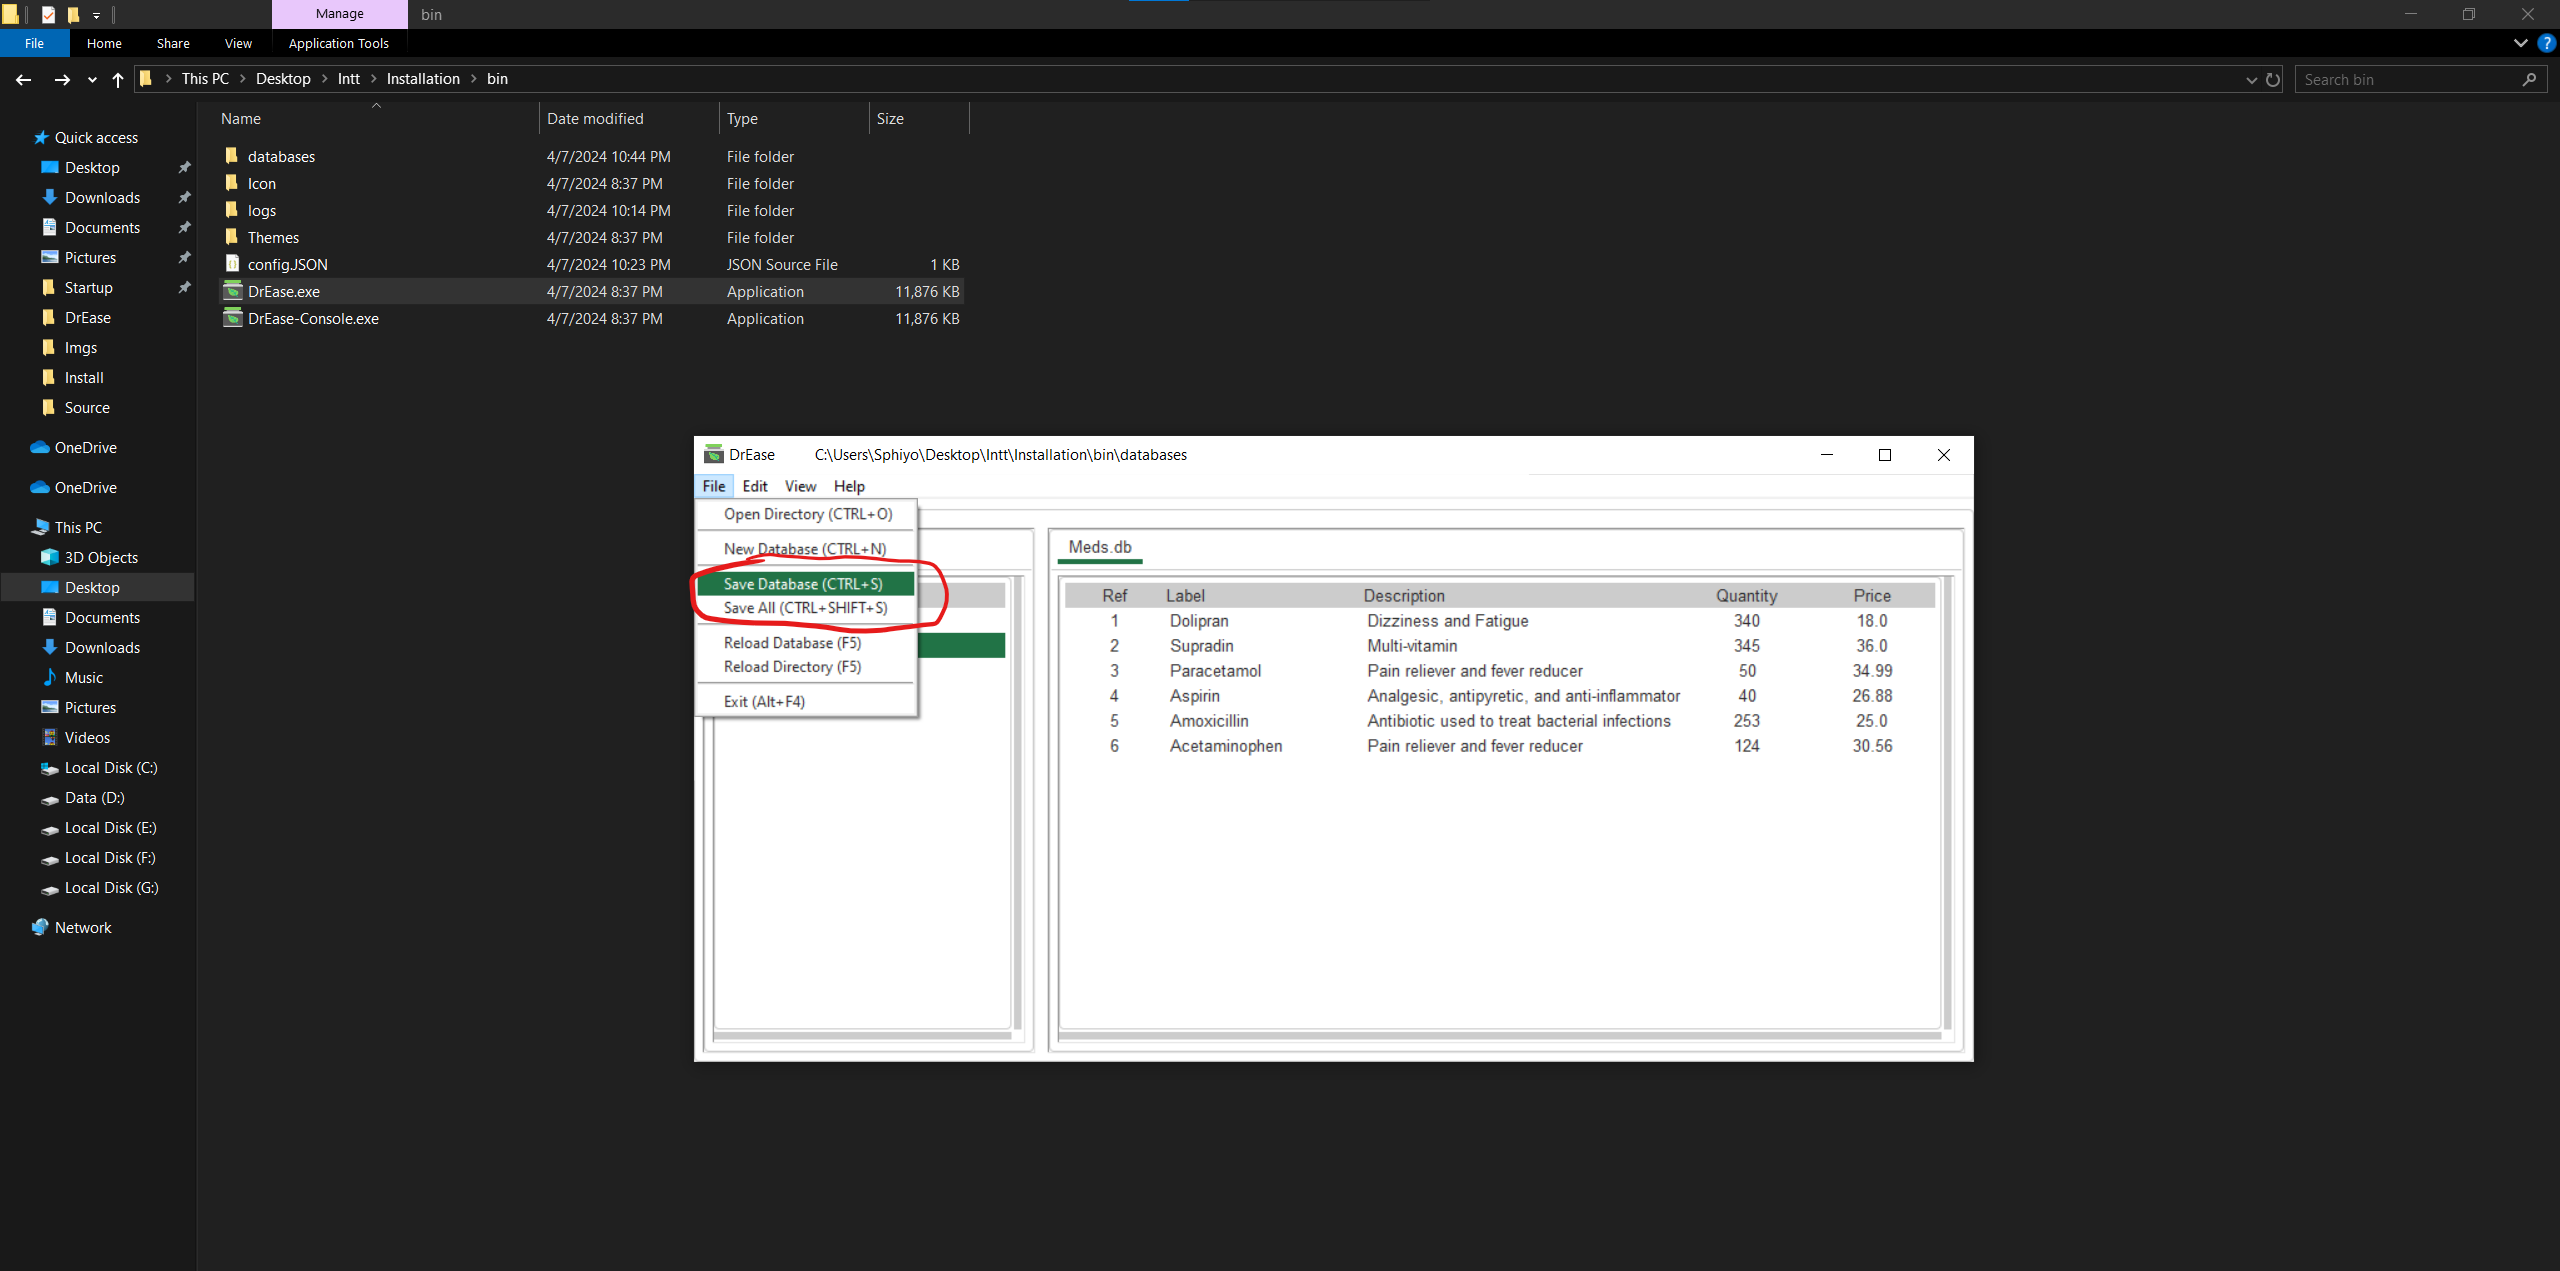 Manage
bin
File Home Share View Application Tools
This PC > Desktop > Intt > Installation > bin
Search bin
Name Date modified Type Size
databases 4/7/2024 10:44 PM File folder
Icon 4/7/2024 8:37 PM File folder
logs 4/7/2024 10:14 PM File folder
Themes 4/7/2024 8:37 PM File folder
config.JSON 4/7/2024 10:23 PM JSON Source File 1 KB
DrEase.exe 4/7/2024 8:37 PM Application 11,876 KB
DrEase-Console.exe 4/7/2024 8:37 PM Application 11,876 KB
Quick access
Desktop
Downloads
Documents
Pictures
Startup
DrEase
Imgs
Install
Source
OneDrive
OneDrive
This PC
3D Objects
Desktop
Documents
Downloads
Music
Pictures
Videos
Local Disk (C:)
Data (D:)
Local Disk (E:)
Local Disk (F:)
Local Disk (G:)
Network
DrEase C:\Users\Sphiyo\Desktop\Intt\Installation\bin\databases
File Edit View Help
Open Directory (CTRL+O)
New Database (CTRL+N)
Save Database (CTRL+S)
Save All (CTRL+SHIFT+S)
Reload Database (F5)
Reload Directory (F5)
Exit (Alt+F4)
Meds.db
Ref Label Description Quantity Price
1 Dolipran Dizziness and Fatigue 340 18.0
2 Supradin Multi-vitamin 345 36.0
3 Paracetamol Pain reliever and fever reducer 50 34.99
4 Aspirin Analgesic, antipyretic, and anti-inflammator 40 26.88
5 Amoxicillin Antibiotic used to treat bacterial infections 253 25.0
6 Acetaminophen Pain reliever and fever reducer 124 30.56